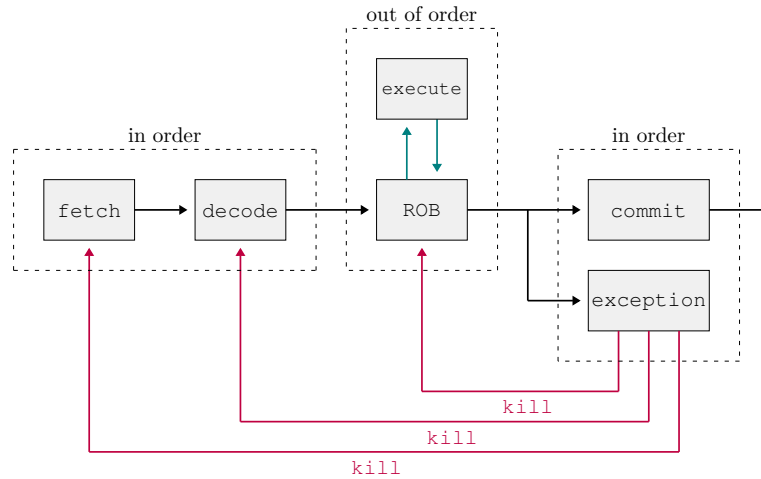 out of order
execute
in order
in order
fetch
decode
ROB
commit
exception
kill
kill
kill